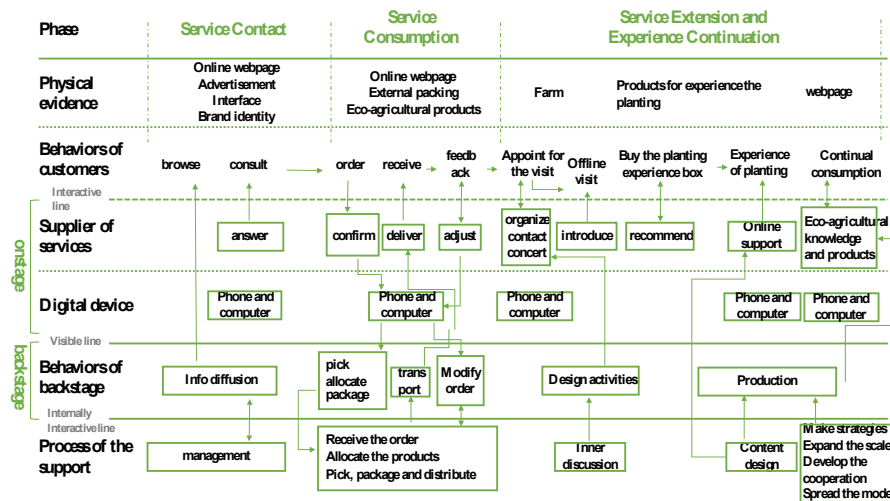 Phase
Service Contact
Service
Consumption
Service Extension and
Experience Continuation
Physical
evidence
Online webpage
Advertisement
Interface
Brand identity
Online webpage
External packing
Eco-agricultural products
Farm
Products for experience the
planting
webpage
Behaviors of
customers
browse
consult
order
receive
feedb
ack
Appoint for
the visit
Offline
visit
Buy the planting
experience box
Experience
of planting
Continual
consumption
Interactive
line
onstage
Supplier of
services
answer
confirm
deliver
adjust
organize
contact
concert
introduce
recommend
Online
support
Eco-agricultural
knowledge
and products
Digital device
Phone and
computer
Phone and
computer
Phone and
computer
Phone and
computer
Phone and
computer
Visible line
backstage
Behaviors of
backstage
Info diffusion
pick
allocate
package
trans
port
Modify
order
Design activities
Production
Internally
Interactive line
Process of the
support
management
Receive the order
Allocate the products
Pick, package and distribute
Inner
discussion
Content
design
Make strategies
Expand the scale
Develop the
cooperation
Spread the mode